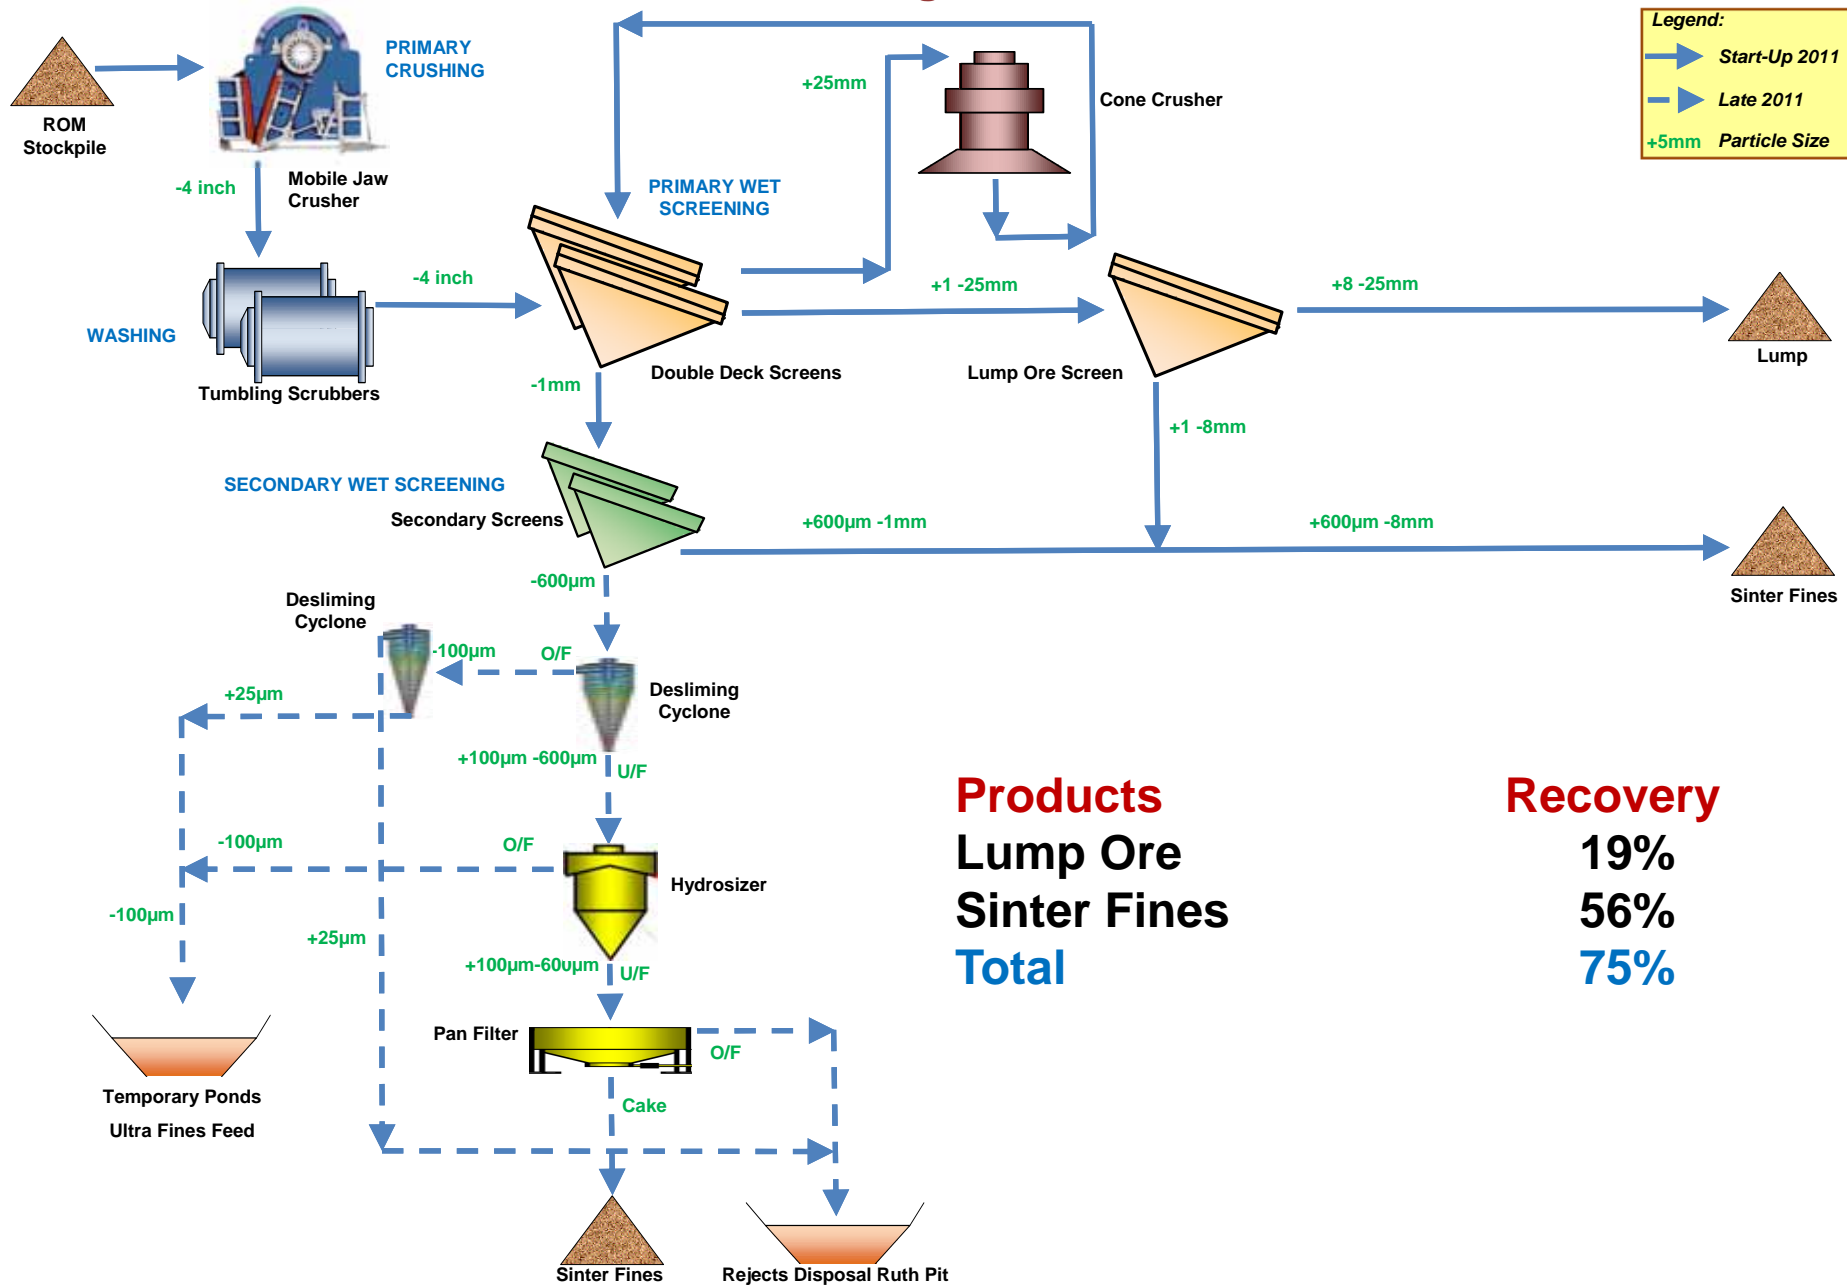 Legend:
Start-Up 2011
Late 2011
+5mm Particle Size
PRIMARY
CRUSHING
ROM
Stockpile
-4 inch
Mobile Jaw
Crusher
+25mm
Cone Crusher
PRIMARY WET
SCREENING
-4 inch
+1 -25mm
+8 -25mm
WASHING
Tumbling Scrubbers
Double Deck Screens
Lump Ore Screen
Lump
-1mm
+1 -8mm
SECONDARY WET SCREENING
Secondary Screens
+600µm -1mm
+600µm -8mm
Sinter Fines
-600µm
Desliming
Cyclone
-100µm
O/F
Desliming
Cyclone
+25µm
+100µm -600µm
U/F
-100µm
O/F
Hydrosizer
-100µm
+25µm
+100µm-600µm
U/F
Pan Filter
O/F
Cake
Temporary Ponds
Ultra Fines Feed
Sinter Fines
Rejects Disposal Ruth Pit
Products Recovery
Lump Ore 19%
Sinter Fines 56%
Total 75%